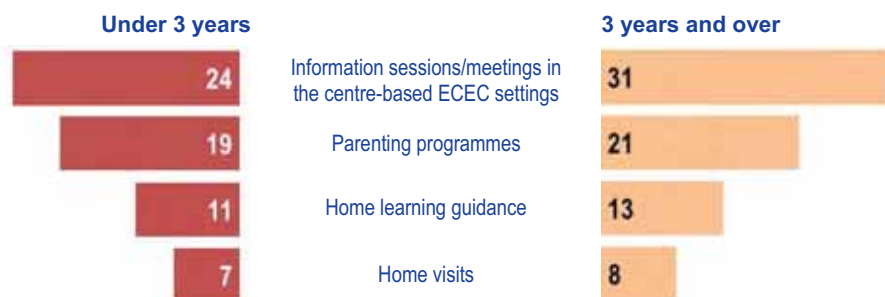 Under 3 years
3 years and over
24
Information sessions/meetings in
the centre-based ECEC settings
31
19
Parenting programmes
21
11
Home learning guidance
13
7
Home visits
8